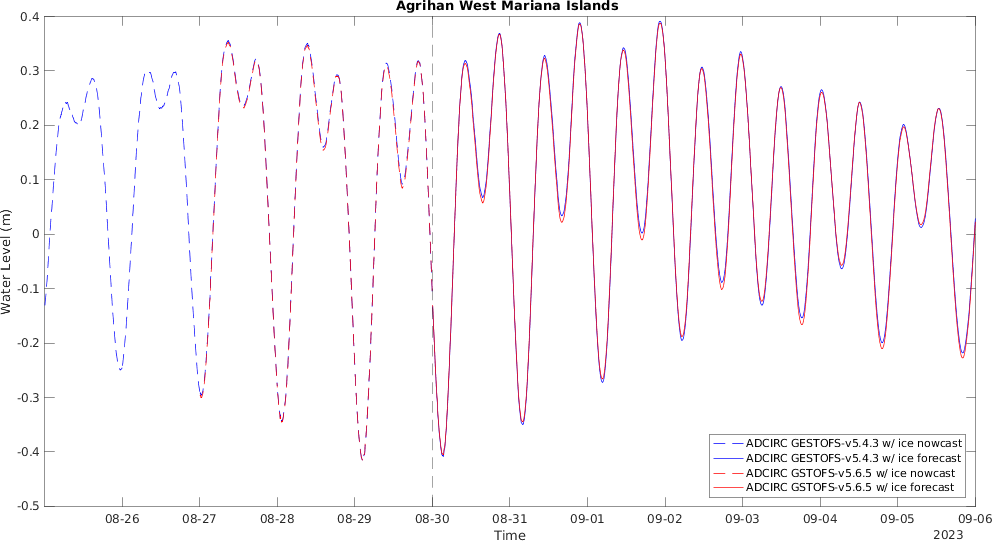 Agrihan West Mariana Islands
0.4
0.3
0.2
0.1
0
-0.1
-0.2
-0.3
-0.4
-0.5
Water Level (m)
ADCIRC GESTOFS-v5.4.3 w/ ice nowcast
ADCIRC GESTOFS-v5.4.3 w/ ice forecast
ADCIRC GSTOFS-v5.6.5 w/ ice nowcast
ADCIRC GSTOFS-v5.6.5 w/ ice forecast
08-26 08-27 08-28 08-29 08-30 08-31 09-01 09-02 09-03 09-04 09-05 09-06
Time
2023